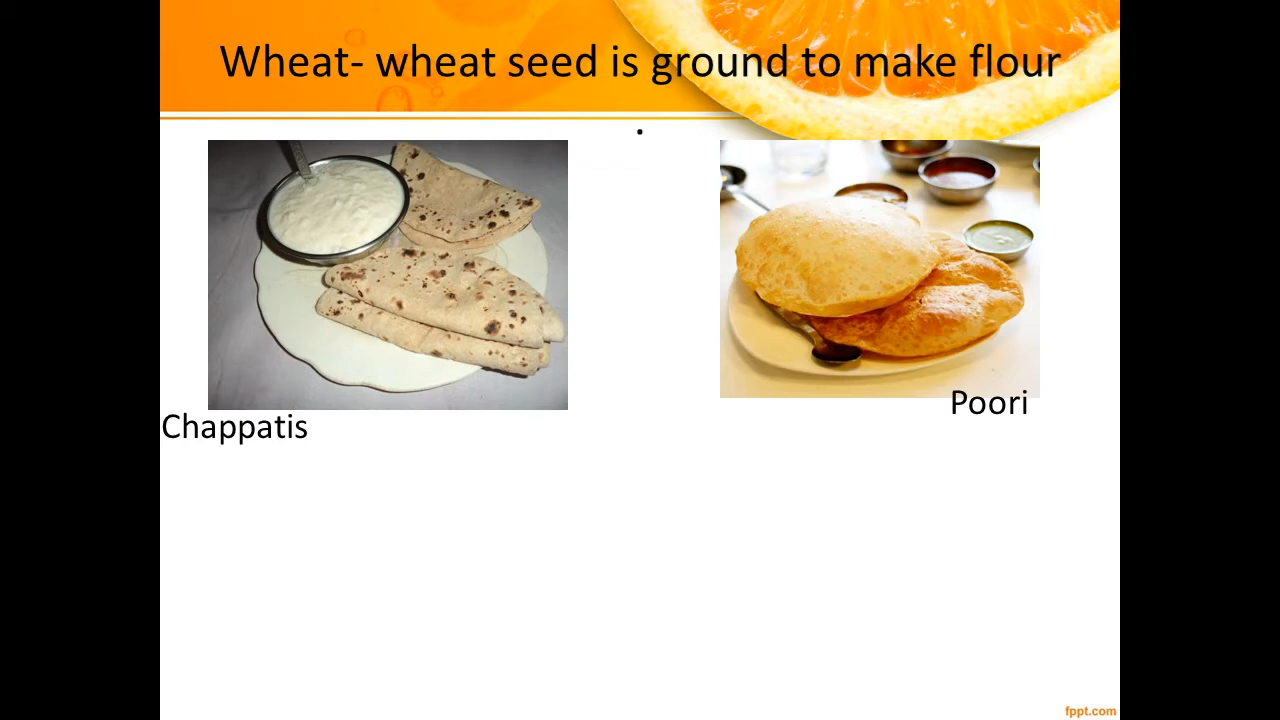 Wheat- wheat seed is ground to make flour
.
Poori
Chappatis
fppt.com